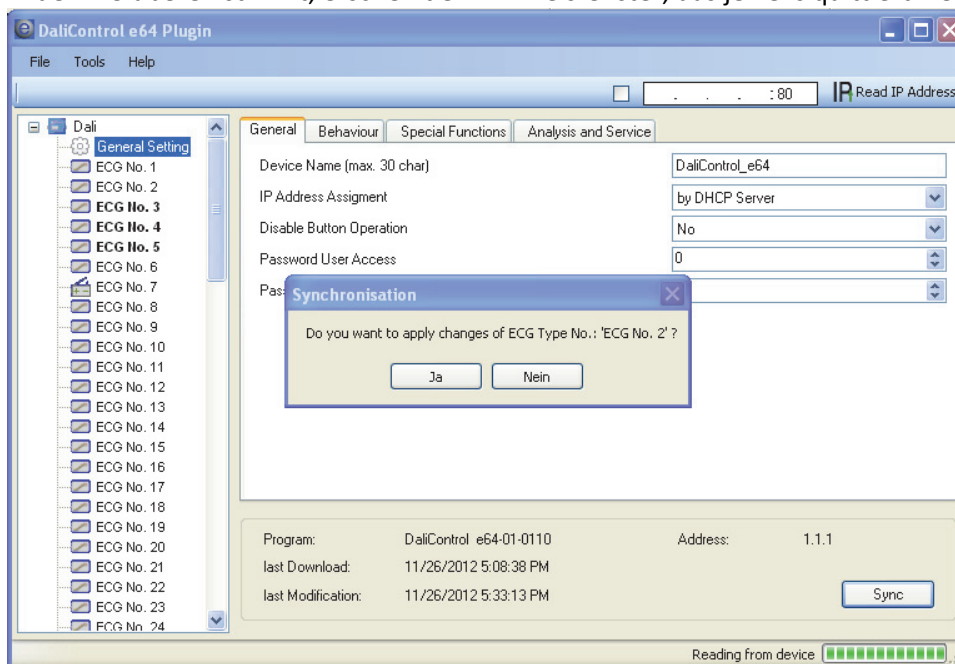 DaliControl e64 Plugin
File Tools Help
. . . : 80 IP Read IP Address
Dali
General Setting
ECG No. 1
ECG No. 2
ECG No. 3
ECG No. 4
ECG No. 5
ECG No. 6
ECG No. 7
ECG No. 8
ECG No. 9
ECG No. 10
ECG No. 11
ECG No. 12
ECG No. 13
ECG No. 14
ECG No. 15
ECG No. 16
ECG No. 17
ECG No. 18
ECG No. 19
ECG No. 20
ECG No. 21
ECG No. 22
ECG No. 23
ECG No. 24
General Behaviour Special Functions Analysis and Service
Device Name (max. 30 char) DaliControl_e64
IP Address Assigment by DHCP Server
Disable Button Operation No
Password User Access 0
Synchronisation
Do you want to apply changes of ECG Type No.: 'ECG No. 2' ?
Ja Nein
Program: DaliControl e64-01-0110 Address: 1.1.1
last Download: 11/26/2012 5:08:38 PM
last Modification: 11/26/2012 5:33:13 PM
Sync
Reading from device